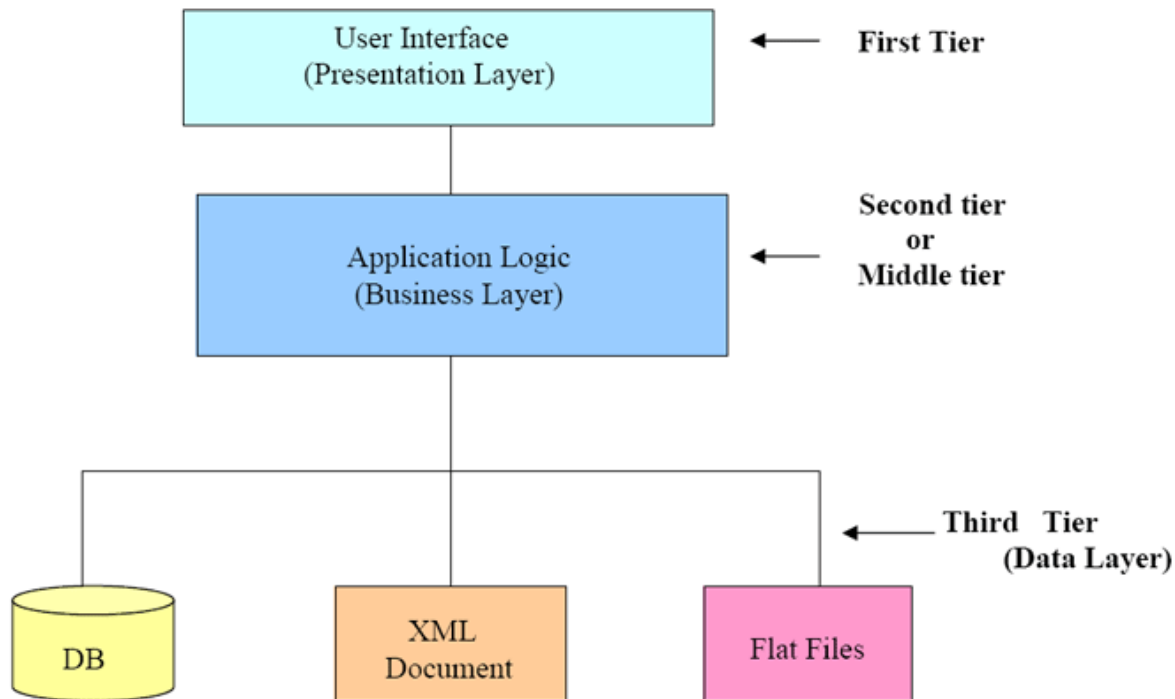 User Interface
(Presentation Layer)
First Tier
Application Logic
(Business Layer)
Second tier
or
Middle tier
Third Tier
(Data Layer)
DB
XML
Document
Flat Files